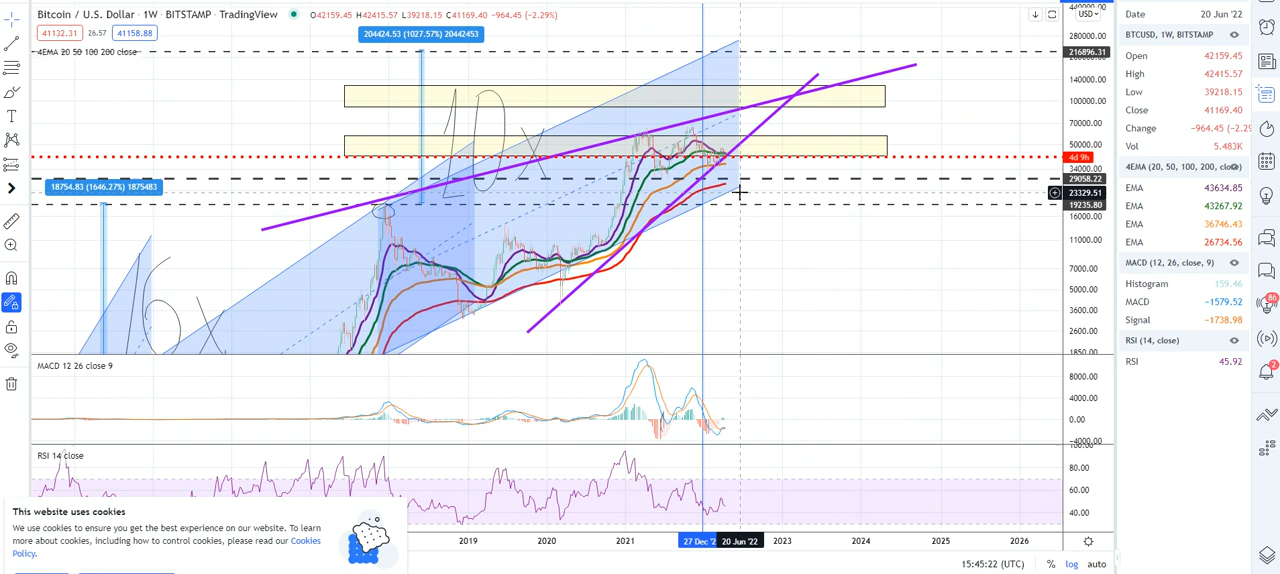 Bitcoin / U.S. Dollar · 1W · BITSTAMP · TradingView
O42159.45 H42415.57 L39218.15 C41169.40 −964.45 (−2.29%)
41132.31 26.57 41158.88
4EMA 20 50 100 200 close
204424.53 (1027.57%) 20442453
18754.83 (1646.27%) 1875483
10x
16x
USD
280000.00
216896.31
140000.00
100000.00
70000.00
50000.00
4d 9h
34000.00
29058.22
23329.51
19235.80
16000.00
11000.00
7000.00
5000.00
3600.00
2600.00
1850.00
MACD 12 26 close 9
8000.00
4000.00
0.00
−4000.00
RSI 14 close
80.00
60.00
40.00
2019 2020 2021 27 Dec '2 20 Jun '22 2023 2024 2025 2026
15:45:22 (UTC) % log auto
This website uses cookies
We use cookies to ensure you get the best experience on our website. To learn
more about cookies, including how to control cookies, please read our Cookies
Policy.
Date 20 Jun '22
BTCUSD, 1W, BITSTAMP
Open 42159.45
High 42415.57
Low 39218.15
Close 41169.40
Change −964.45 (−2.29
Vol 5.483K
4EMA (20, 50, 100, 200, clo
EMA 43634.85
EMA 43267.92
EMA 36746.43
EMA 26734.56
MACD (12, 26, close, 9)
Histogram 159.46
MACD −1579.52
Signal −1738.98
RSI (14, close)
RSI 45.92
86
2